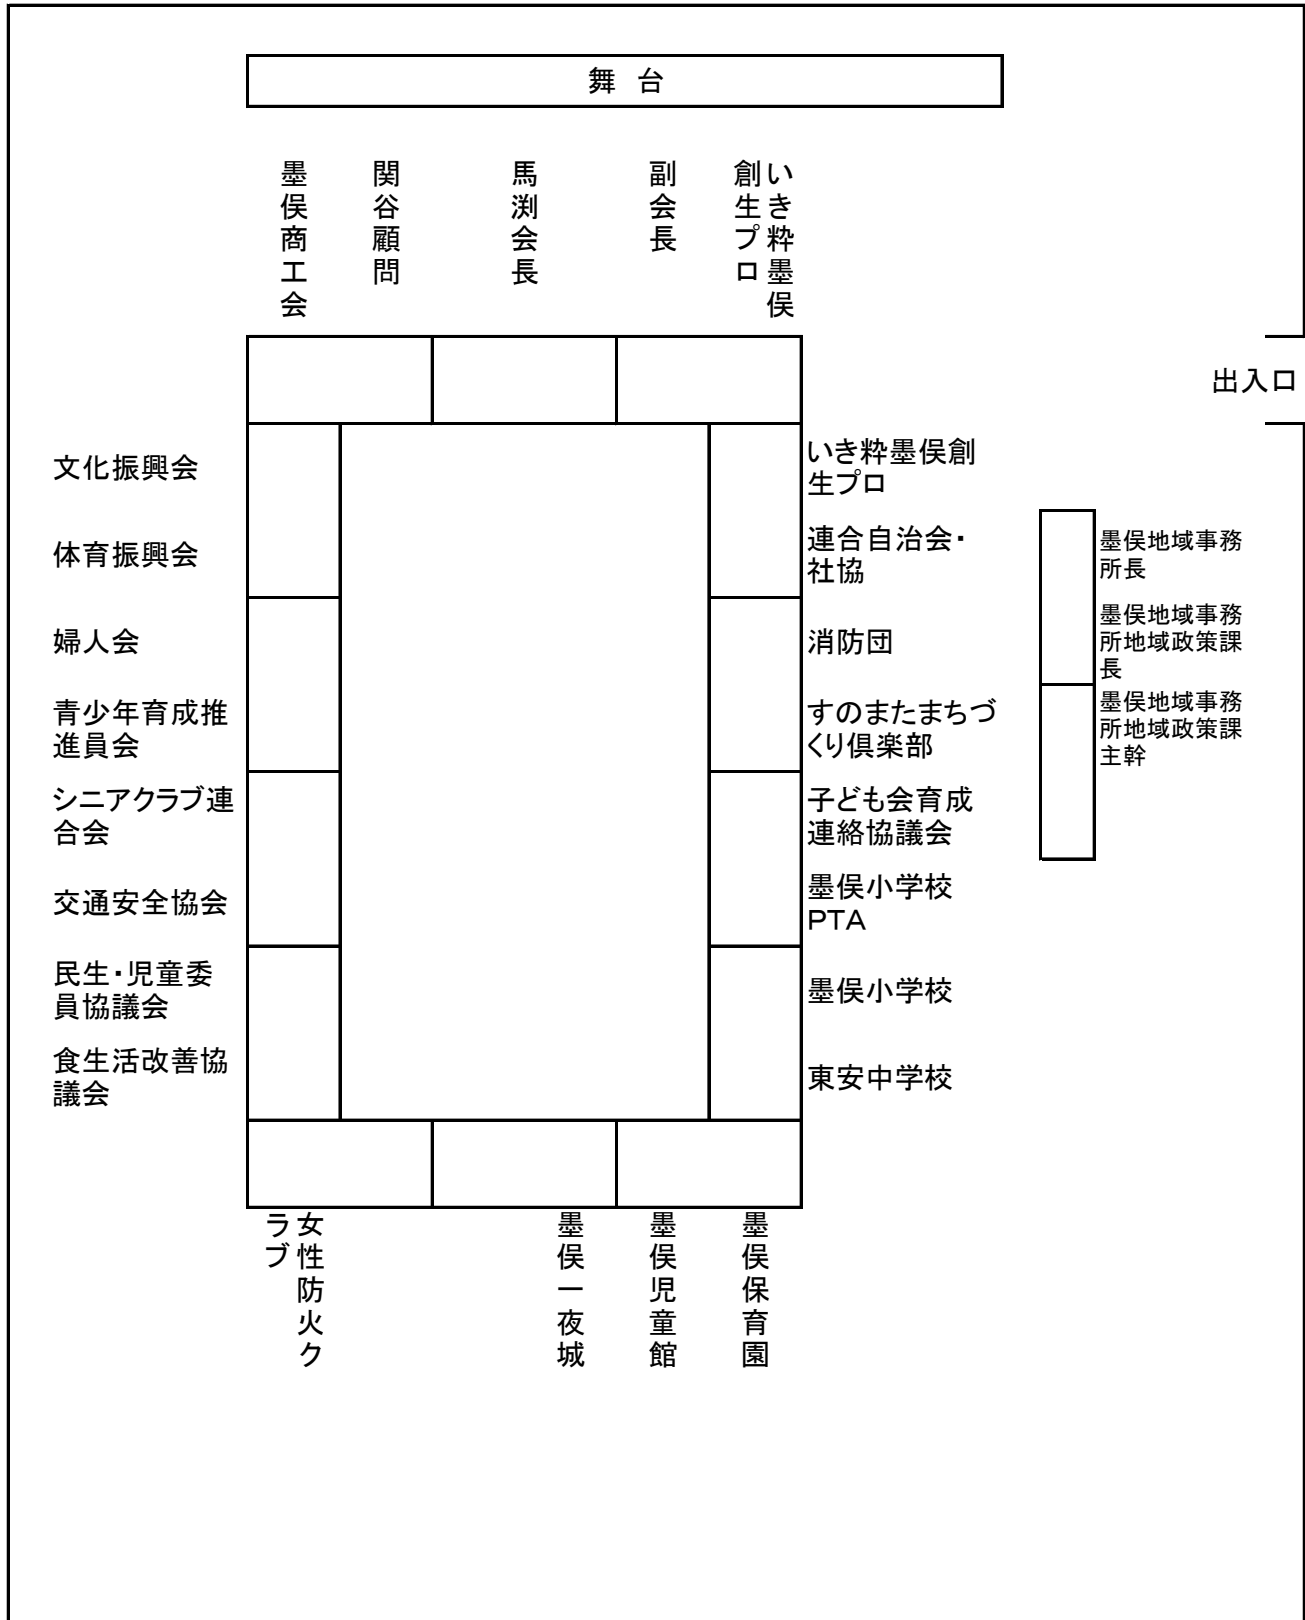 舞 台
墨俣商工会
関谷顧問
馬渕会長
副会長
いき粋墨俣
創生プロ
出入口
文化振興会
体育振興会
婦人会
青少年育成推
進員会
シニアクラブ連
合会
交通安全協会
民生・児童委
員協議会
食生活改善協
議会
いき粋墨俣創
生プロ
連合自治会・
社協
消防団
すのまたまちづ
くり倶楽部
子ども会育成
連絡協議会
墨俣小学校
PTA
墨俣小学校
東安中学校
墨俣地域事務
所長
墨俣地域事務
所地域政策課
長
墨俣地域事務
所地域政策課
主幹
女性防火ク
ラブ
墨俣一夜城
墨俣児童館
墨俣保育園